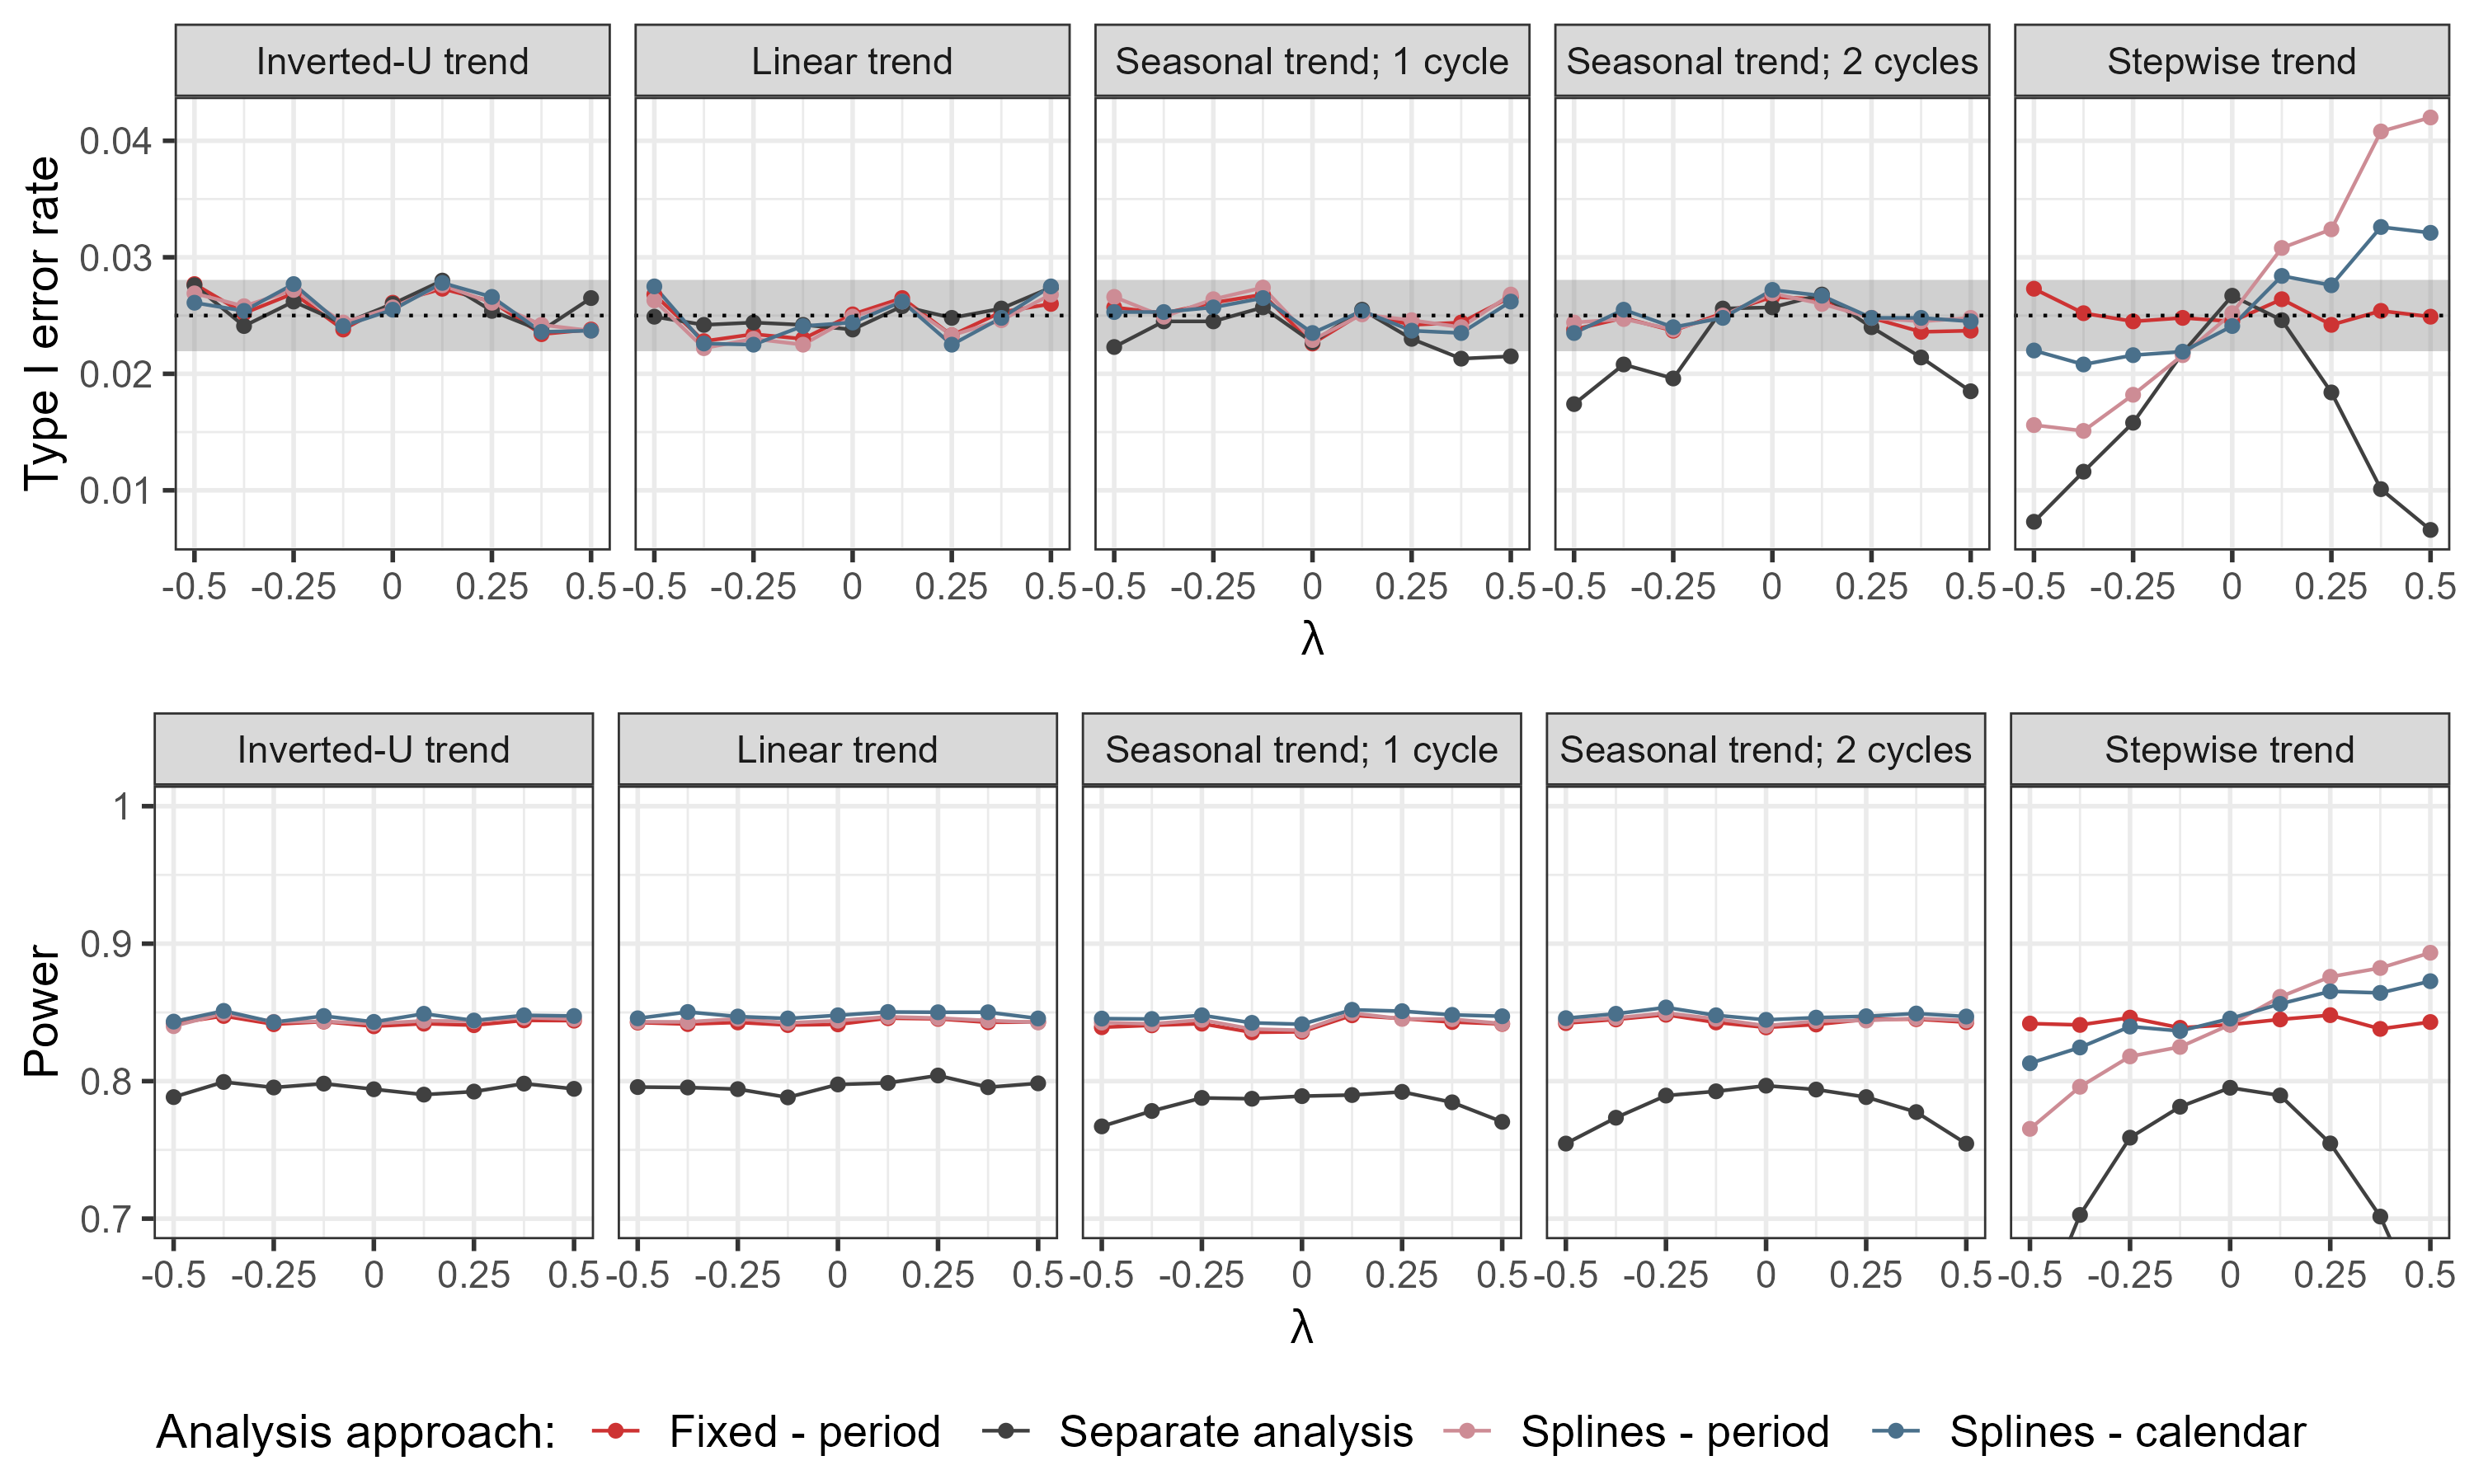 Inverted-U trend Linear trend Seasonal trend; 1 cycle Seasonal trend; 2 cycles Stepwise trend
Type I error rate
0.04
0.03
0.02
0.01
-0.5 -0.25 0 0.25 0.5 -0.5 -0.25 0 0.25 0.5 -0.5 -0.25 0 0.25 0.5 -0.5 -0.25 0 0.25 0.5 -0.5 -0.25 0 0.25 0.5
λ
Inverted-U trend Linear trend Seasonal trend; 1 cycle Seasonal trend; 2 cycles Stepwise trend
Power
1
0.9
0.8
0.7
-0.5 -0.25 0 0.25 0.5 -0.5 -0.25 0 0.25 0.5 -0.5 -0.25 0 0.25 0.5 -0.5 -0.25 0 0.25 0.5 -0.5 -0.25 0 0.25 0.5
λ
Analysis approach: Fixed - period Separate analysis Splines - period Splines - calendar